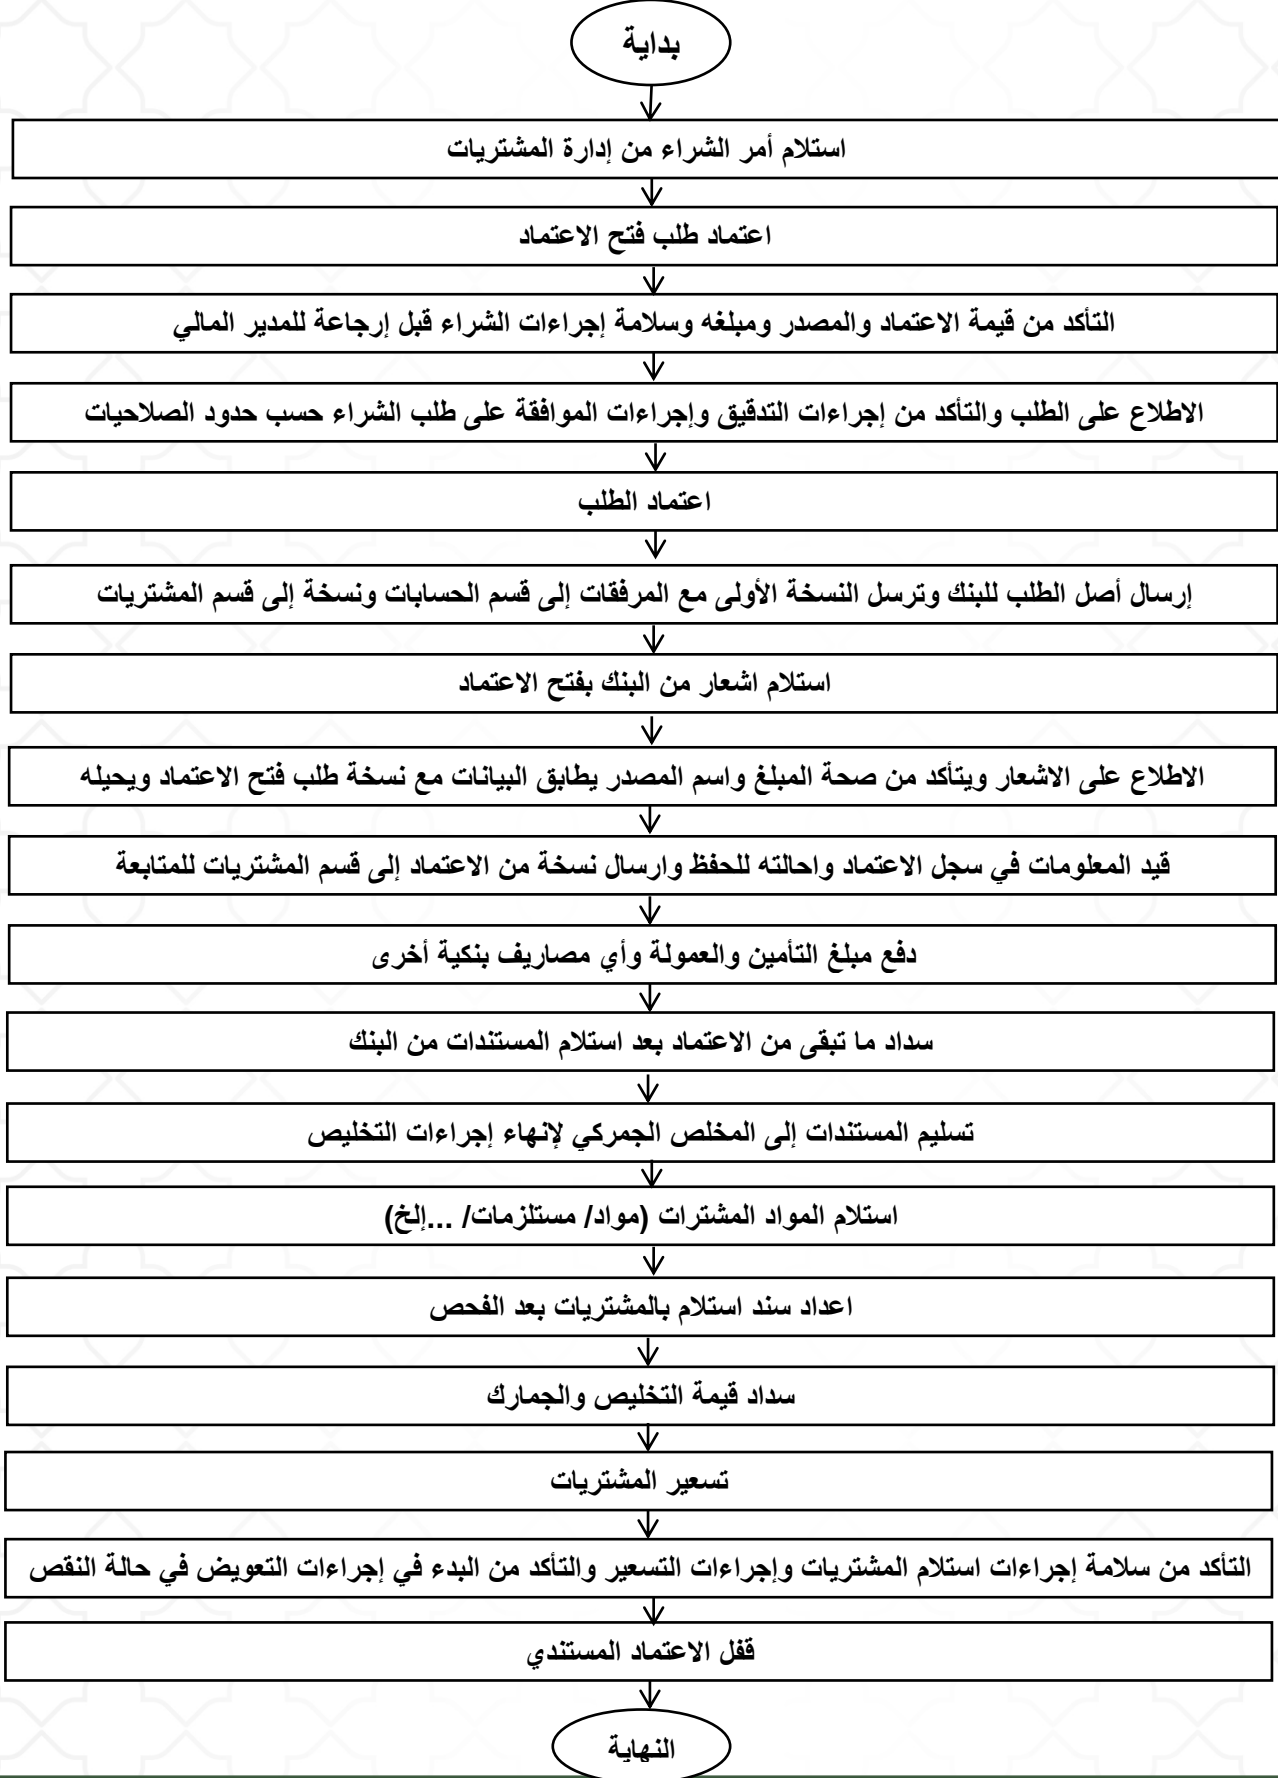 بداية
استلام أمر الشراء من إدارة المشتريات
اعتماد طلب فتح الاعتماد
التأكد من قيمة الاعتماد والمصدر ومبلغه وسلامة إجراءات الشراء قبل إرجاعة للمدير المالي
الاطلاع على الطلب والتأكد من إجراءات التدقيق وإجراءات الموافقة على طلب الشراء حسب حدود الصلاحيات
اعتماد الطلب
إرسال أصل الطلب للبنك وترسل النسخة الأولى مع المرفقات إلى قسم الحسابات ونسخة إلى قسم المشتريات
استلام اشعار من البنك بفتح الاعتماد
الاطلاع على الاشعار ويتأكد من صحة المبلغ واسم المصدر يطابق البيانات مع نسخة طلب فتح الاعتماد ويحيله
قيد المعلومات في سجل الاعتماد واحالته للحفظ وارسال نسخة من الاعتماد إلى قسم المشتريات للمتابعة
دفع مبلغ التأمين والعمولة وأي مصاريف بنكية أخرى
سداد ما تبقى من الاعتماد بعد استلام المستندات من البنك
تسليم المستندات إلى المخلص الجمركي لإنهاء إجراءات التخليص
استلام المواد المشترات (مواد/ مستلزمات/ ...إلخ)
اعداد سند استلام بالمشتريات بعد الفحص
سداد قيمة التخليص والجمارك
تسعير المشتريات
التأكد من سلامة إجراءات استلام المشتريات وإجراءات التسعير والتأكد من البدء في إجراءات التعويض في حالة النقص
قفل الاعتماد المستندي
النهاية